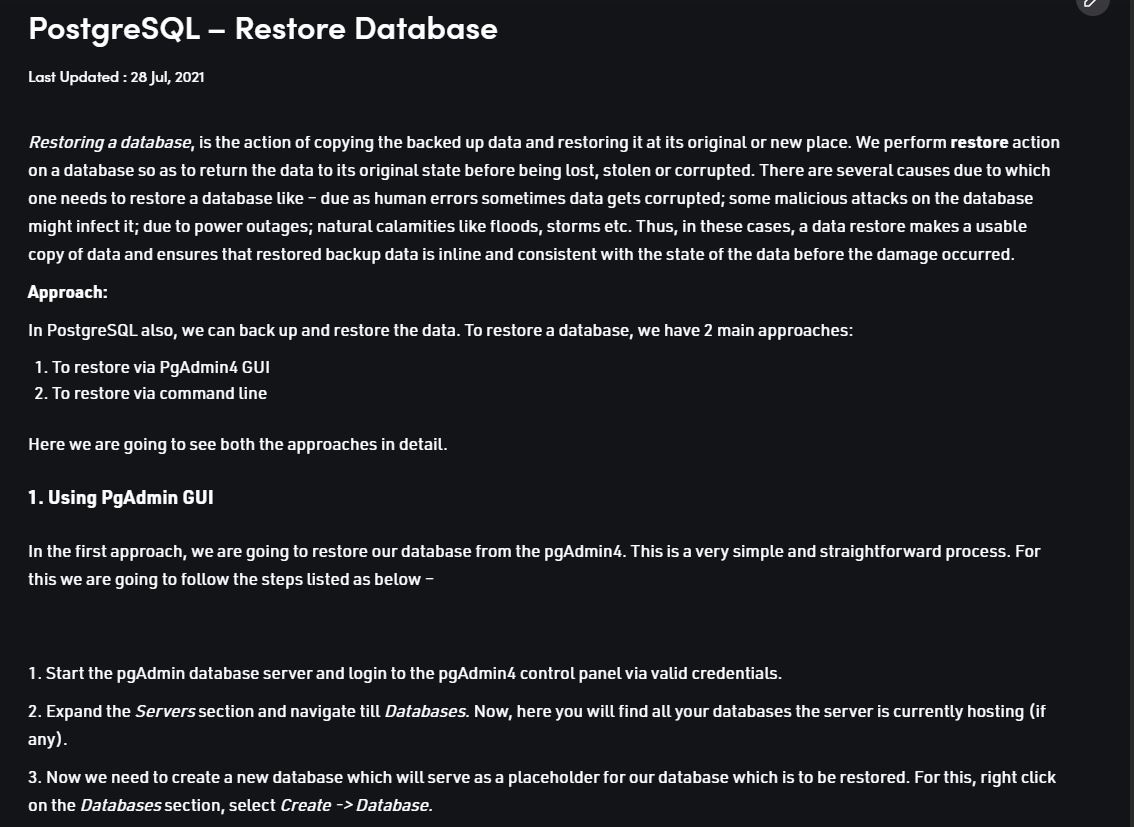 PostgreSQL – Restore Database
Last Updated : 28 Jul, 2021
Restoring a database, is the action of copying the backed up data and restoring it at its original or new place. We perform restore action
on a database so as to return the data to its original state before being lost, stolen or corrupted. There are several causes due to which
one needs to restore a database like – due as human errors sometimes data gets corrupted; some malicious attacks on the database
might infect it; due to power outages; natural calamities like floods, storms etc. Thus, in these cases, a data restore makes a usable
copy of data and ensures that restored backup data is inline and consistent with the state of the data before the damage occurred.
Approach:
In PostgreSQL also, we can back up and restore the data. To restore a database, we have 2 main approaches:
1. To restore via PgAdmin4 GUI
2. To restore via command line
Here we are going to see both the approaches in detail.
1. Using PgAdmin GUI
In the first approach, we are going to restore our database from the pgAdmin4. This is a very simple and straightforward process. For
this we are going to follow the steps listed as below –
1. Start the pgAdmin database server and login to the pgAdmin4 control panel via valid credentials.
2. Expand the Servers section and navigate till Databases. Now, here you will find all your databases the server is currently hosting (if
any).
3. Now we need to create a new database which will serve as a placeholder for our database which is to be restored. For this, right click
on the Databases section, select Create -> Database.